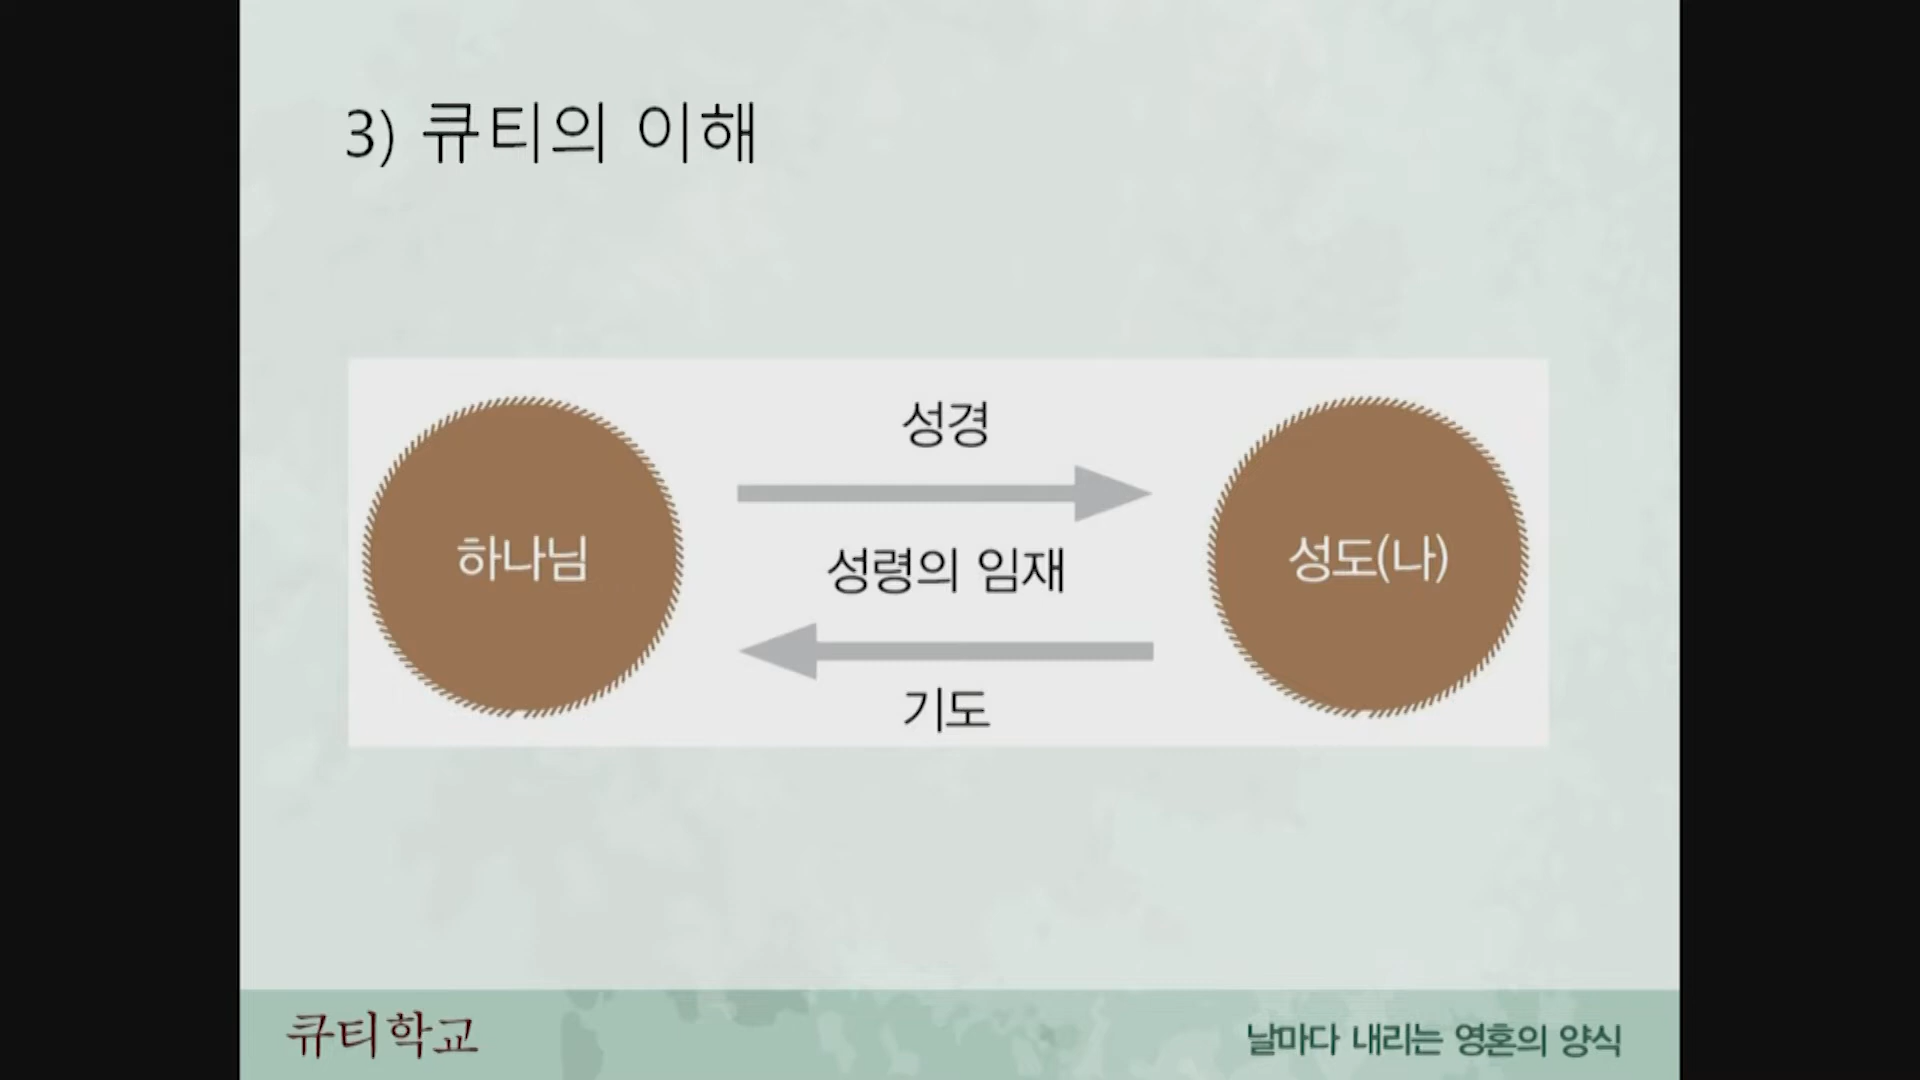 3) 큐티의 이해
성경
하나님
성령의 임재
성도(나)
기도
큐티학교
날마다 내리는 영혼의 양식